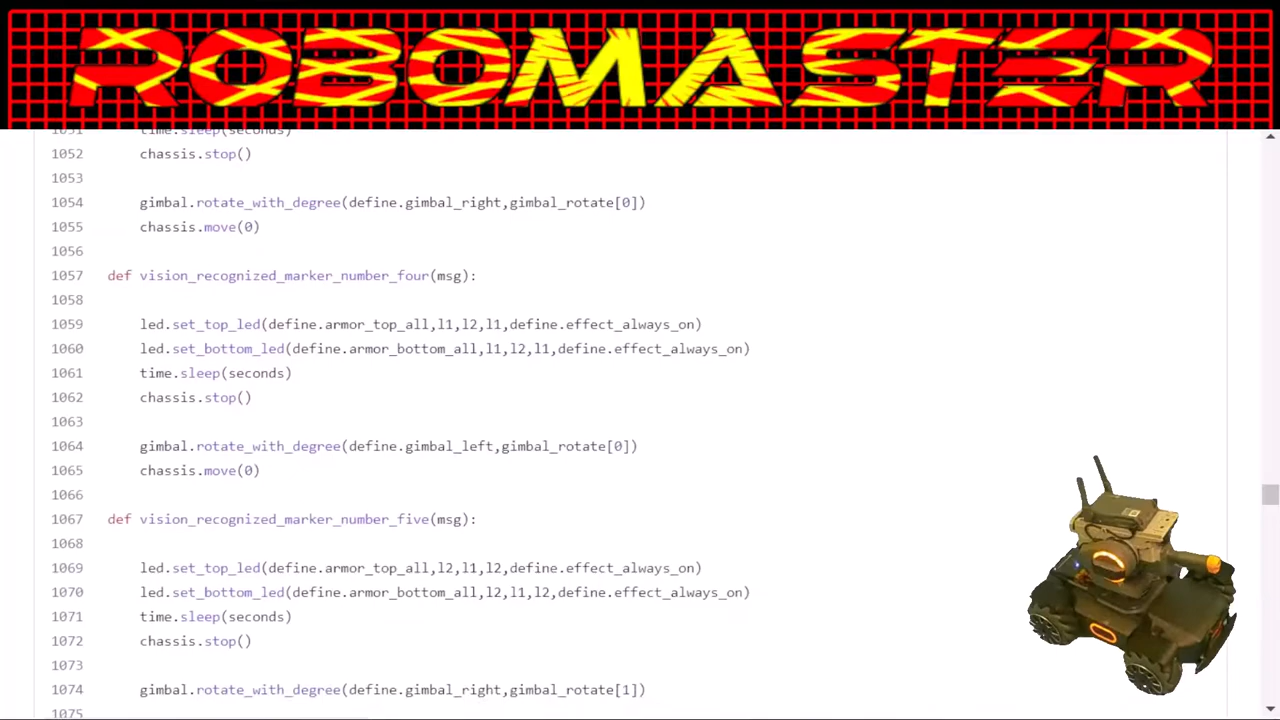 ROBOMASTER
1051 time.sleep(seconds)
1052 chassis.stop()
1053
1054 gimbal.rotate_with_degree(define.gimbal_right,gimbal_rotate[0])
1055 chassis.move(0)
1056
1057 def vision_recognized_marker_number_four(msg):
1058
1059 led.set_top_led(define.armor_top_all,l1,l2,l1,define.effect_always_on)
1060 led.set_bottom_led(define.armor_bottom_all,l1,l2,l1,define.effect_always_on)
1061 time.sleep(seconds)
1062 chassis.stop()
1063
1064 gimbal.rotate_with_degree(define.gimbal_left,gimbal_rotate[0])
1065 chassis.move(0)
1066
1067 def vision_recognized_marker_number_five(msg):
1068
1069 led.set_top_led(define.armor_top_all,l2,l1,l2,define.effect_always_on)
1070 led.set_bottom_led(define.armor_bottom_all,l2,l1,l2,define.effect_always_on)
1071 time.sleep(seconds)
1072 chassis.stop()
1073
1074 gimbal.rotate_with_degree(define.gimbal_right,gimbal_rotate[1])
1075